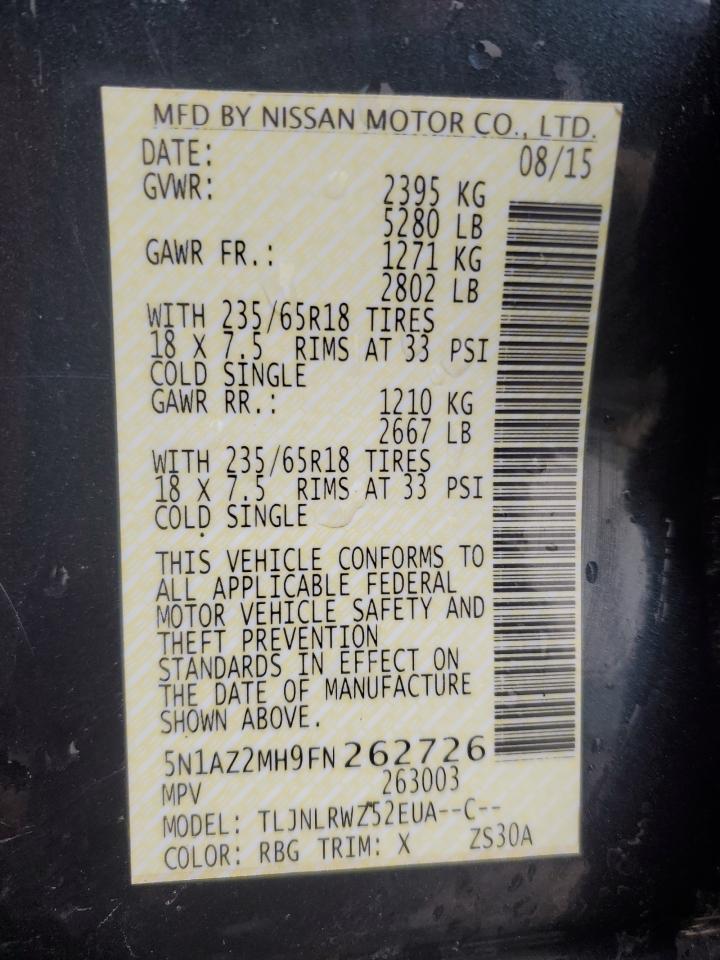 MFD BY NISSAN MOTOR CO., LTD.
DATE: 08/15
GVWR: 2395 KG
5280 LB
GAWR FR.: 1271 KG
2802 LB
WITH 235/65R18 TIRES
18 X 7.5 RIMS AT 33 PSI
COLD SINGLE
GAWR RR.: 1210 KG
2667 LB
WITH 235/65R18 TIRES
18 X 7.5 RIMS AT 33 PSI
COLD SINGLE
THIS VEHICLE CONFORMS TO
ALL APPLICABLE FEDERAL
MOTOR VEHICLE SAFETY AND
THEFT PREVENTION
STANDARDS IN EFFECT ON
THE DATE OF MANUFACTURE
SHOWN ABOVE.
5N1AZ2MH9FN262726
MPV 263003
MODEL: TLJNLRWZ52EUA--C--
COLOR: RBG TRIM: X ZS30A